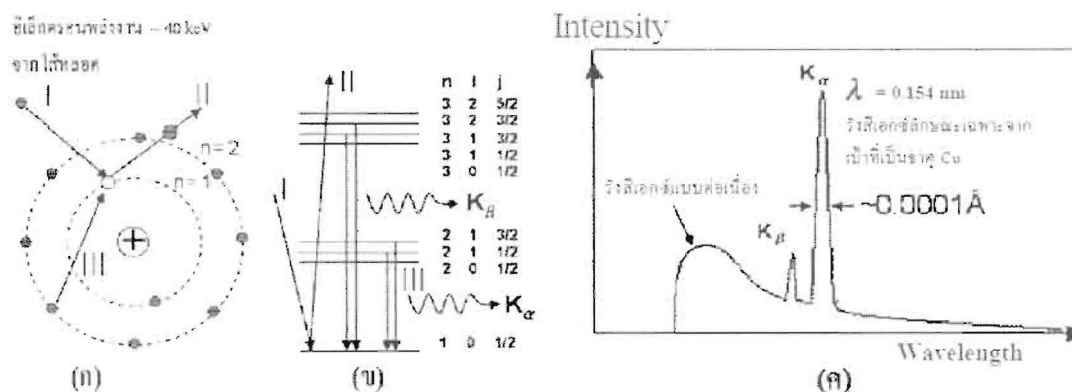 อิเล็กตรอนพลังงาน ~ 40 keV
จากไส้หลอด
I
II
n=2
n=1
III
+
(ก)
I
II
n l j
3 2 5/2
3 2 3/2
3 1 3/2
3 1 1/2
3 0 1/2
Kβ
2 1 3/2
2 1 1/2
2 0 1/2
III
Kα
1 0 1/2
(ข)
Intensity
Kα
λ = 0.154 nm
รังสีเอกซ์ลักษณะเฉพาะจาก
เป้าที่เป็นธาตุ Cu
รังสีเอกซ์แบบต่อเนื่อง
~0.0001Å
Kβ
Wavelength
(ค)